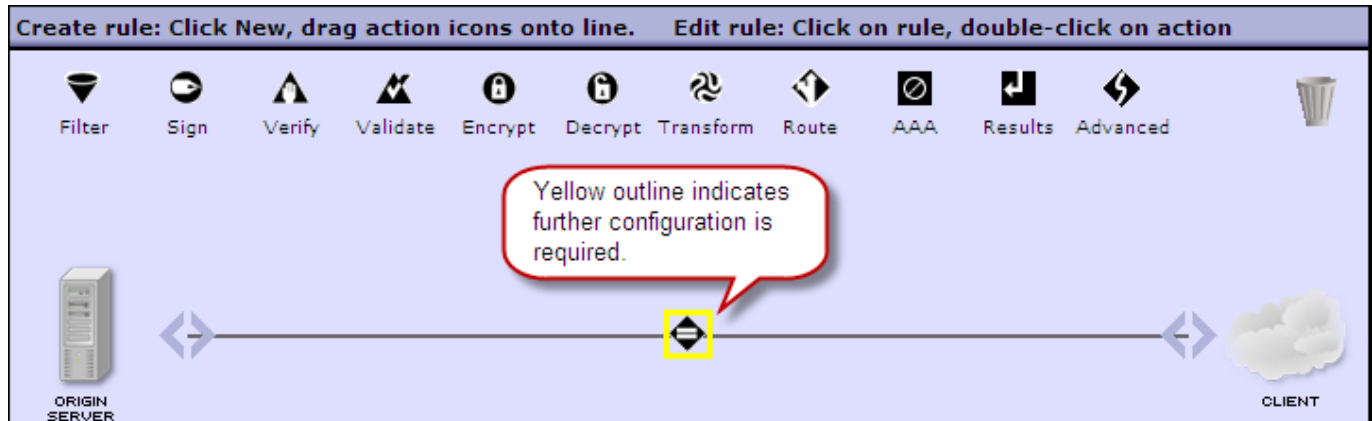 Create rule: Click New, drag action icons onto line. Edit rule: Click on rule, double-click on action
Filter Sign Verify Validate Encrypt Decrypt Transform Route AAA Results Advanced
Yellow outline indicates
further configuration is
required.
ORIGIN
SERVER
CLIENT